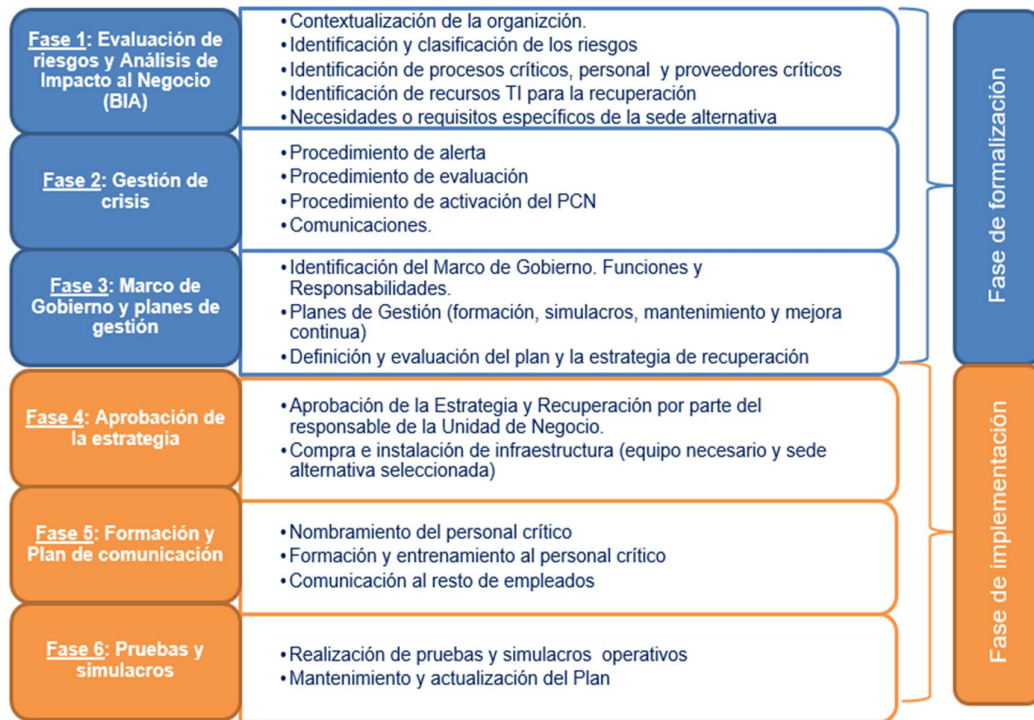 Fase 1: Evaluación de
riesgos y Análisis de
Impacto al Negocio
(BIA)
•Contextualización de la organizción.
•Identificación y clasificación de los riesgos
•Identificación de procesos críticos, personal y proveedores críticos
•Identificación de recursos TI para la recuperación
•Necesidades o requisitos específicos de la sede alternativa
Fase 2: Gestión de
crisis
•Procedimiento de alerta
•Procedimiento de evaluación
•Procedimiento de activación del PCN
•Comunicaciones.
Fase 3: Marco de
Gobierno y planes de
gestión
•Identificación del Marco de Gobierno. Funciones y
Responsabilidades.
•Planes de Gestión (formación, simulacros, mantenimiento y mejora
continua)
•Definición y evaluación del plan y la estrategia de recuperación
Fase de formalización
Fase 4: Aprobación de
la estrategia
•Aprobación de la Estrategia y Recuperación por parte del
responsable de la Unidad de Negocio.
•Compra e instalación de infraestructura (equipo necesario y sede
alternativa seleccionada)
Fase 5: Formación y
Plan de comunicación
•Nombramiento del personal crítico
•Formación y entrenamiento al personal crítico
•Comunicación al resto de empleados
Fase 6: Pruebas y
simulacros
•Realización de pruebas y simulacros operativos
•Mantenimiento y actualización del Plan
Fase de implementación